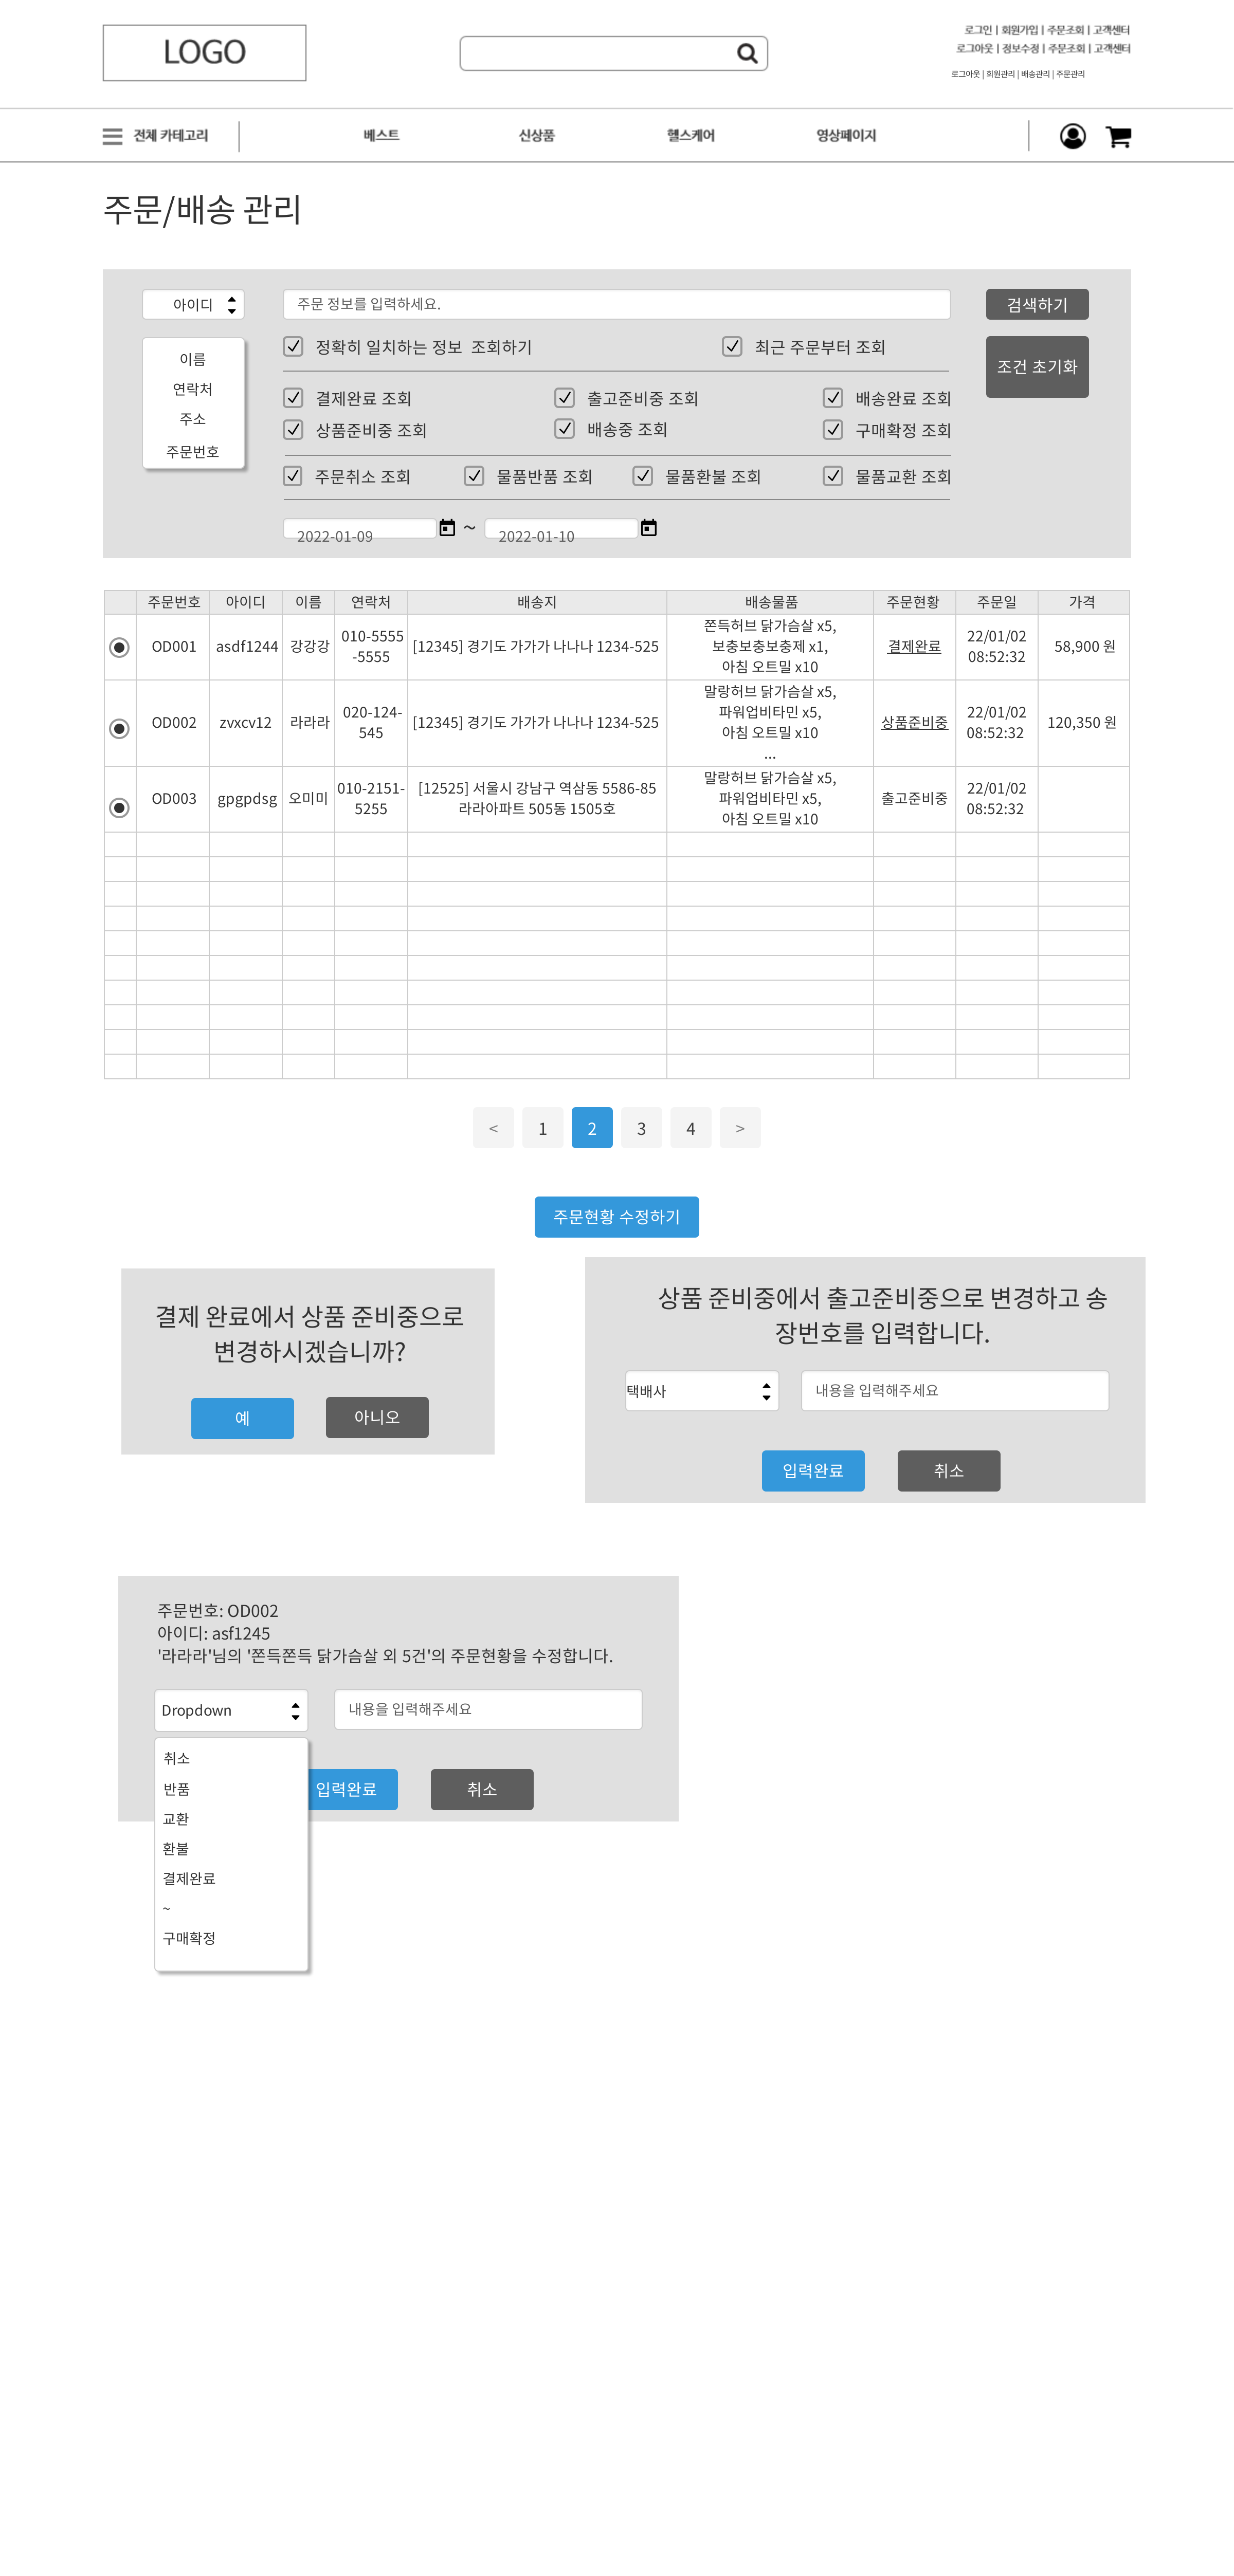 LOGO
로그인 | 회원가입 | 주문조회 | 고객센터
로그아웃 | 정보수정 | 주문조회 | 고객센터
로그아웃 | 회원관리 | 배송관리 | 주문관리
전체 카테고리 베스트 신상품 헬스케어 영상페이지
주문/배송 관리
아이디 주문 정보를 입력하세요. 검색하기
이름
연락처
주소
주문번호
정확히 일치하는 정보 조회하기 최근 주문부터 조회
조건 초기화
결제완료 조회 출고준비중 조회 배송완료 조회
상품준비중 조회 배송중 조회 구매확정 조회
주문취소 조회 물품반품 조회 물품환불 조회 물품교환 조회
2022-01-09 ~ 2022-01-10
주문번호 아이디 이름 연락처 배송지 배송물품 주문현황 주문일 가격
OD001 asdf1244 강강강 010-5555
-5555 [12345] 경기도 가가가 나나나 1234-525 쫀득허브 닭가슴살 x5,
보충보충보충제 x1,
아침 오트밀 x10 결제완료 22/01/02
08:52:32 58,900 원
OD002 zvxcv12 라라라 020-124-
545 [12345] 경기도 가가가 나나나 1234-525 말랑허브 닭가슴살 x5,
파워업비타민 x5,
아침 오트밀 x10
... 상품준비중 22/01/02
08:52:32 120,350 원
OD003 gpgpdsg 오미미 010-2151-
5255 [12525] 서울시 강남구 역삼동 5586-85
라라아파트 505동 1505호 말랑허브 닭가슴살 x5,
파워업비타민 x5,
아침 오트밀 x10 출고준비중 22/01/02
08:52:32
< 1 2 3 4 >
주문현황 수정하기
결제 완료에서 상품 준비중으로
변경하시겠습니까?
예 아니오
상품 준비중에서 출고준비중으로 변경하고 송
장번호를 입력합니다.
택배사 내용을 입력해주세요
입력완료 취소
주문번호: OD002
아이디: asf1245
'라라라'님의 '쫀득쫀득 닭가슴살 외 5건'의 주문현황을 수정합니다.
Dropdown 내용을 입력해주세요
취소
반품
교환
환불
결제완료
~
구매확정
입력완료 취소